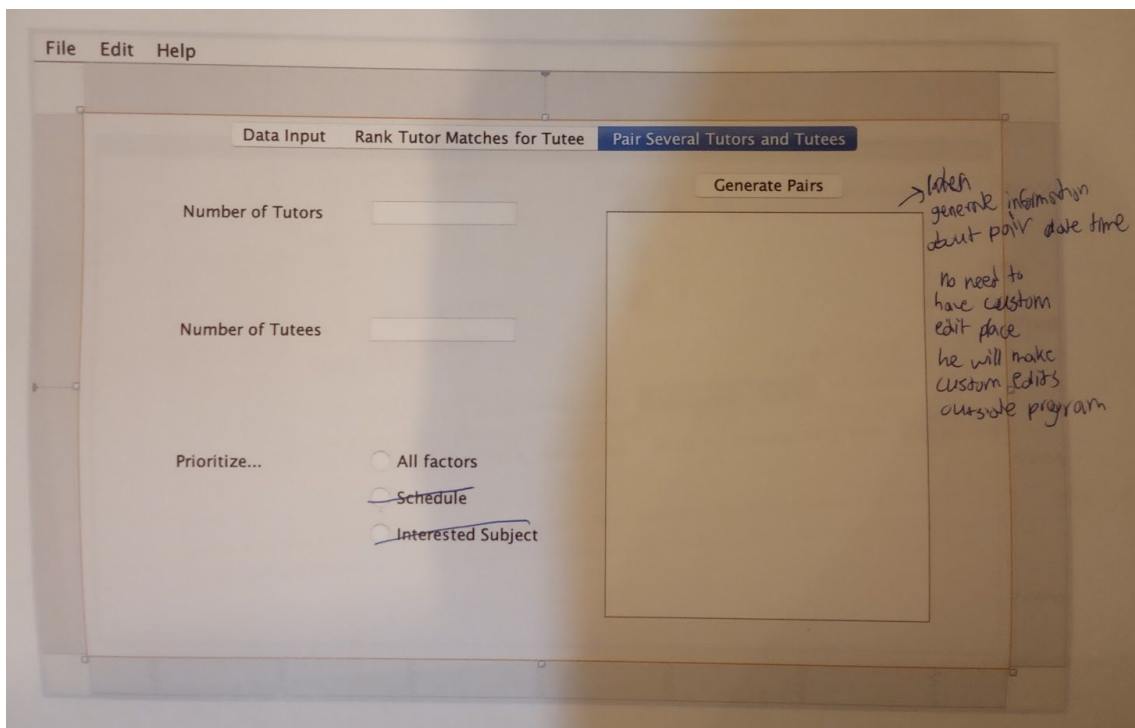 File Edit Help
Data Input Rank Tutor Matches for Tutee Pair Several Tutors and Tutees
Generate Pairs
Number of Tutors
Number of Tutees
Prioritize...
All factors
Schedule
Interested Subject
generate information
about pair date time
no need to
have custom
edit place
he will make
custom edits
outside program